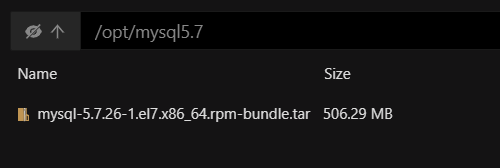 /opt/mysql5.7
Name Size
mysql-5.7.26-1.el7.x86_64.rpm-bundle.tar 506.29 MB